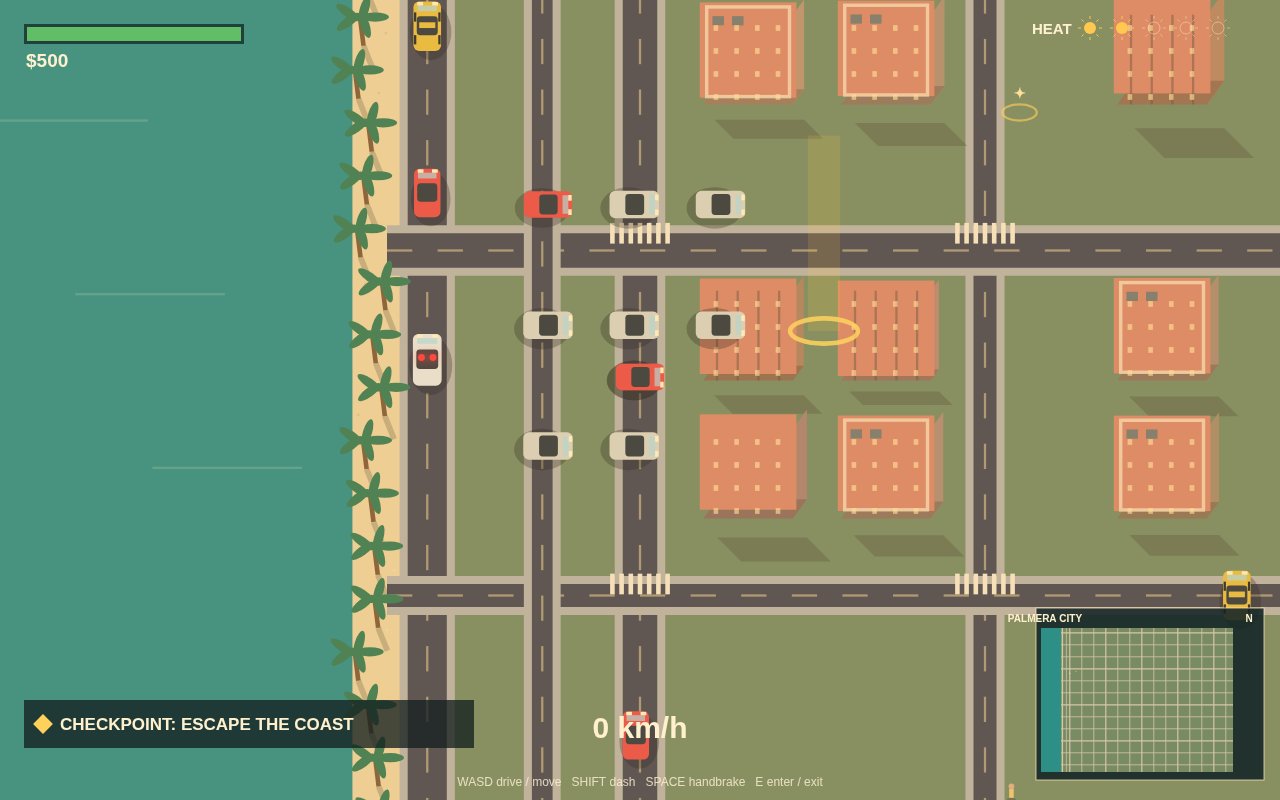 $500
HEAT
PALMERA CITY
N
CHECKPOINT: ESCAPE THE COAST
0 km/h
WASD drive / move SHIFT dash SPACE handbrake E enter / exit